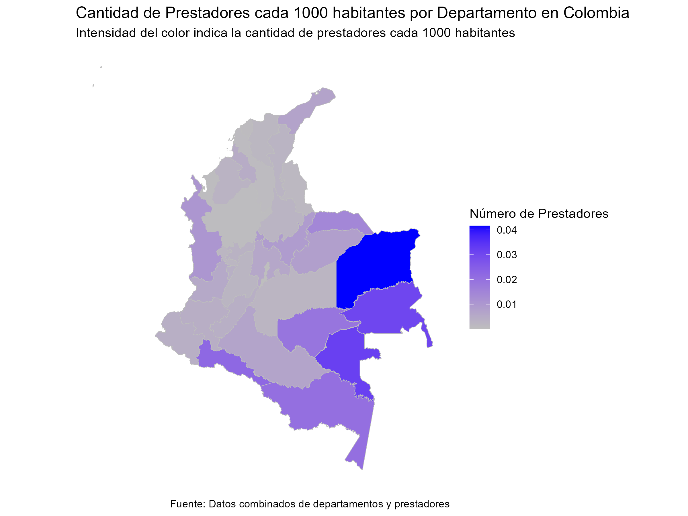 Cantidad de Prestadores cada 1000 habitantes por Departamento en Colombia
Intensidad del color indica la cantidad de prestadores cada 1000 habitantes
Número de Prestadores
0.04
0.03
0.02
0.01
Fuente: Datos combinados de departamentos y prestadores